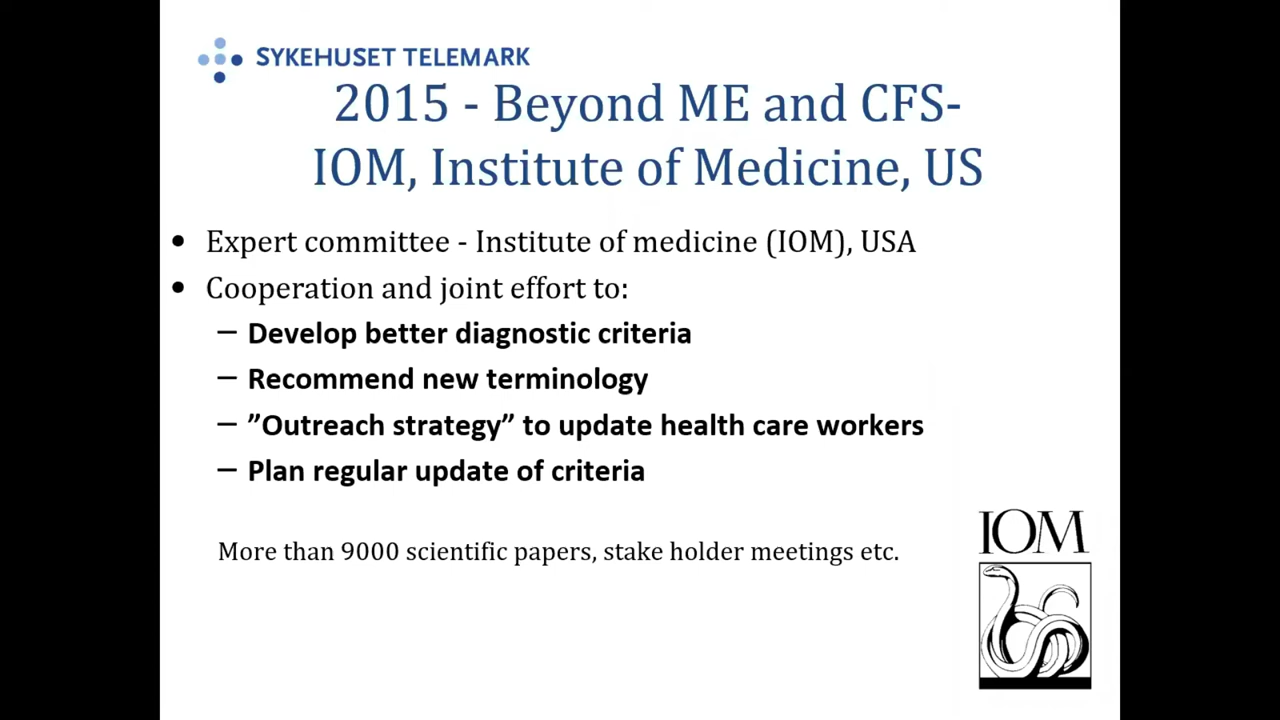 SYKEHUSET TELEMARK
2015 - Beyond ME and CFS-
IOM, Institute of Medicine, US
• Expert committee - Institute of medicine (IOM), USA
• Cooperation and joint effort to:
– Develop better diagnostic criteria
– Recommend new terminology
– ”Outreach strategy” to update health care workers
– Plan regular update of criteria
More than 9000 scientific papers, stake holder meetings etc.
IOM